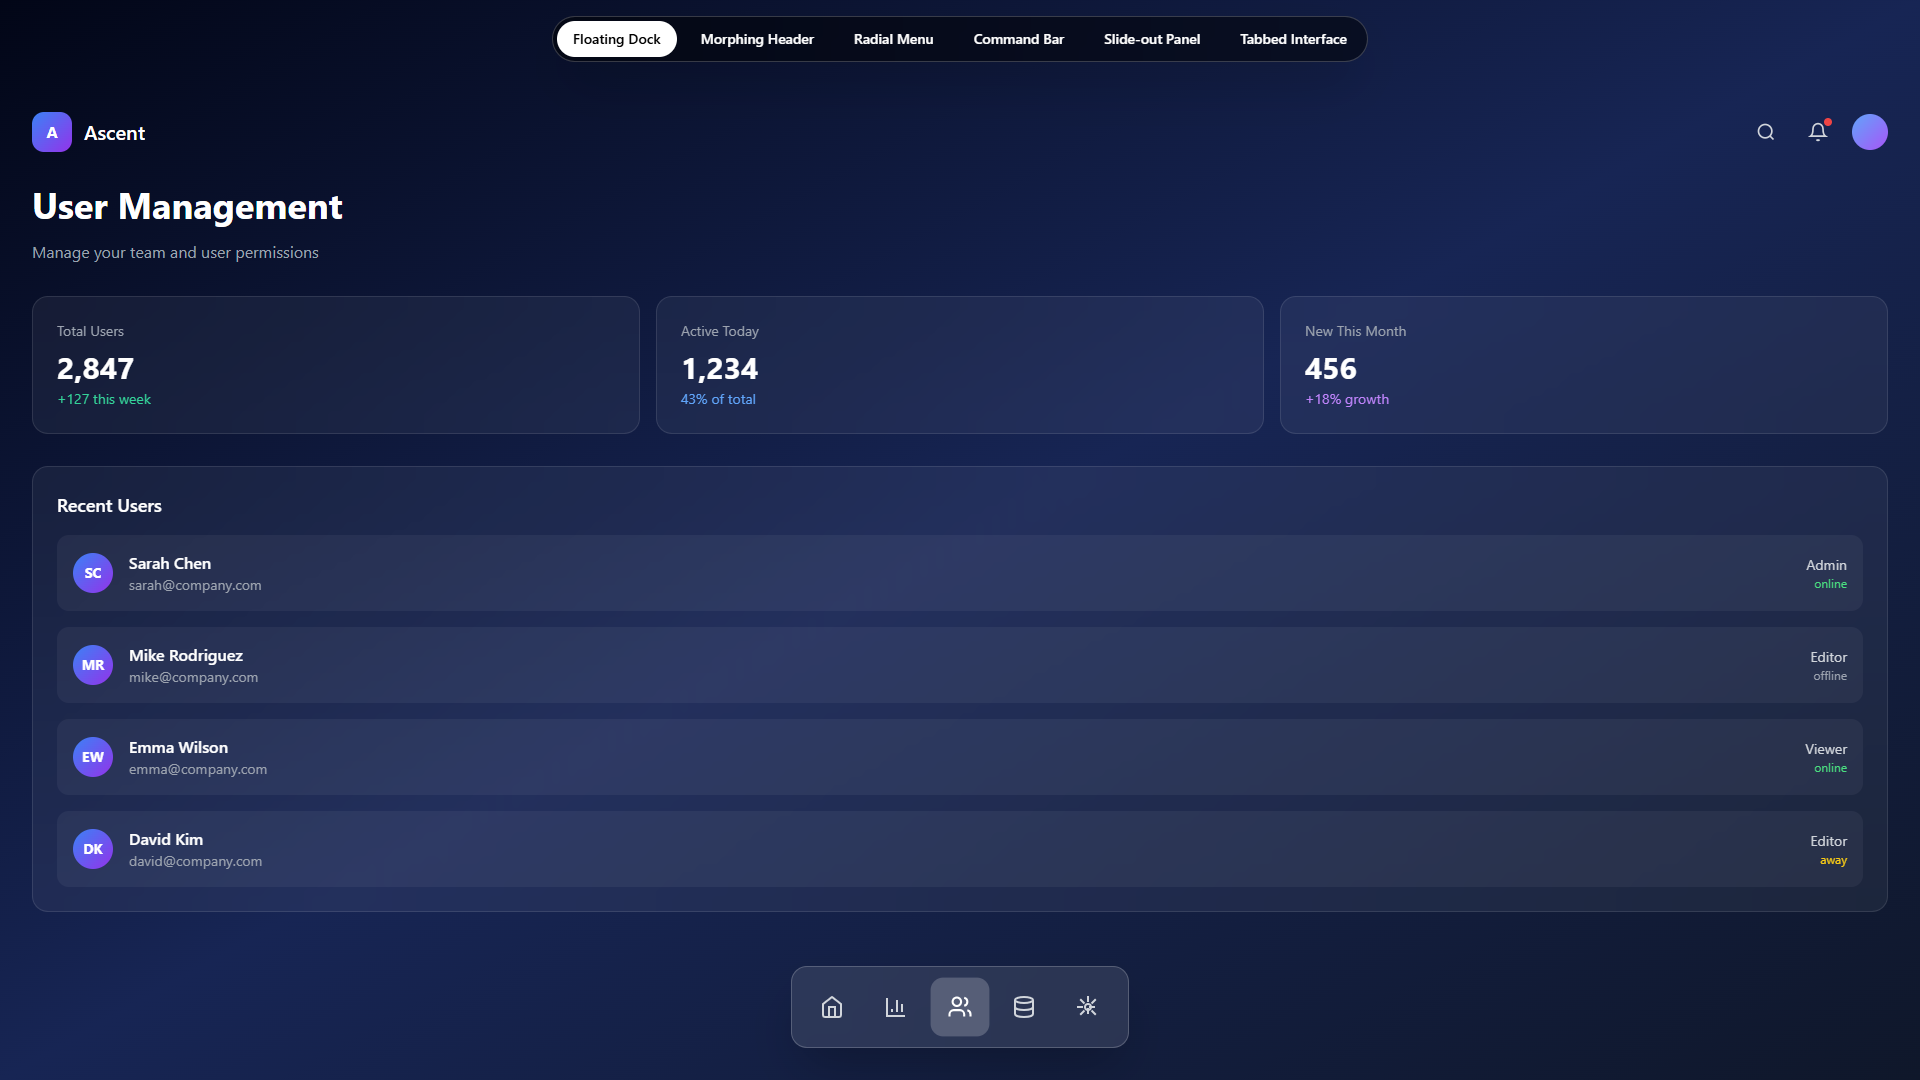 Floating Dock
Morphing Header
Radial Menu
Command Bar
Slide-out Panel
Tabbed Interface
A
Ascent
User Management
Manage your team and user permissions
Total Users
2,847
+127 this week
Active Today
1,234
43% of total
New This Month
456
+18% growth
Recent Users
SC
Sarah Chen
sarah@company.com
Admin
online
MR
Mike Rodriguez
mike@company.com
Editor
offline
EW
Emma Wilson
emma@company.com
Viewer
online
DK
David Kim
david@company.com
Editor
away